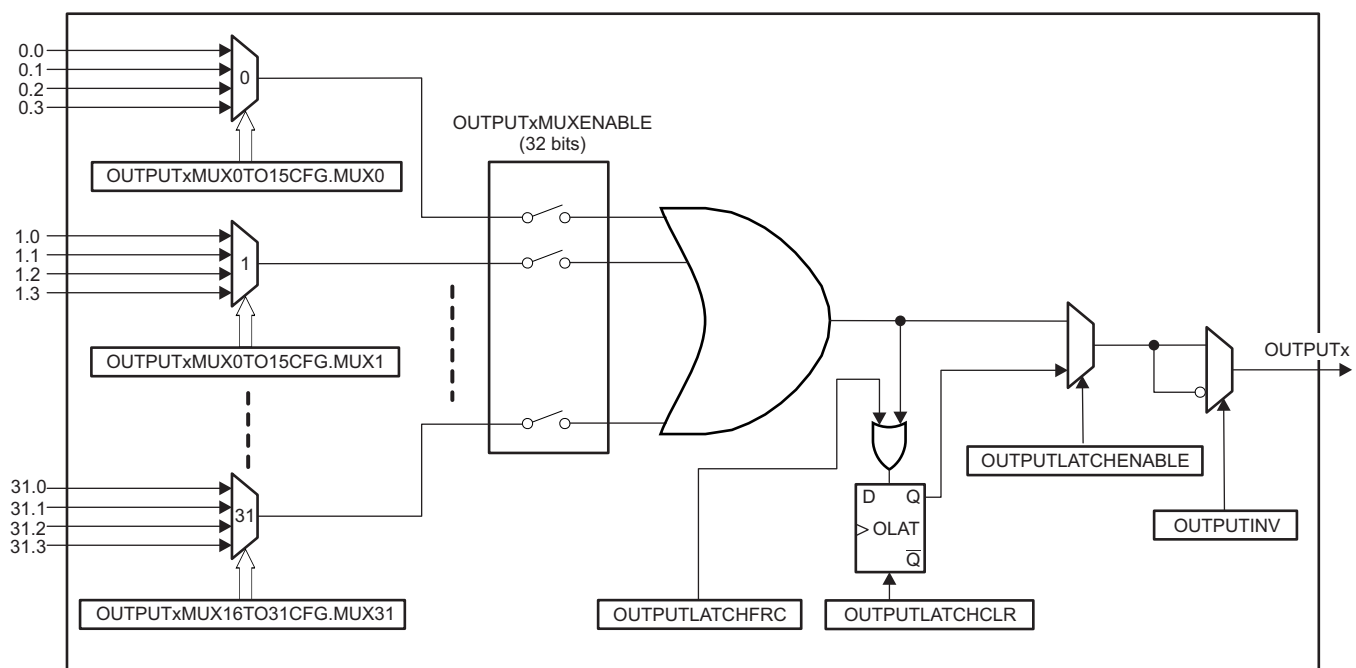 0.0
0.1
0.2
0.3
0
OUTPUTxMUX0TO15CFG.MUX0
OUTPUTxMUXENABLE
(32 bits)
1.0
1.1
1.2
1.3
1
OUTPUTxMUX0TO15CFG.MUX1
31.0
31.1
31.2
31.3
31
OUTPUTxMUX16TO31CFG.MUX31
OUTPUTx
OUTPUTLATCHENABLE
D Q
OLAT
Q̅
OUTPUTINV
OUTPUTLATCHFRC
OUTPUTLATCHCLR